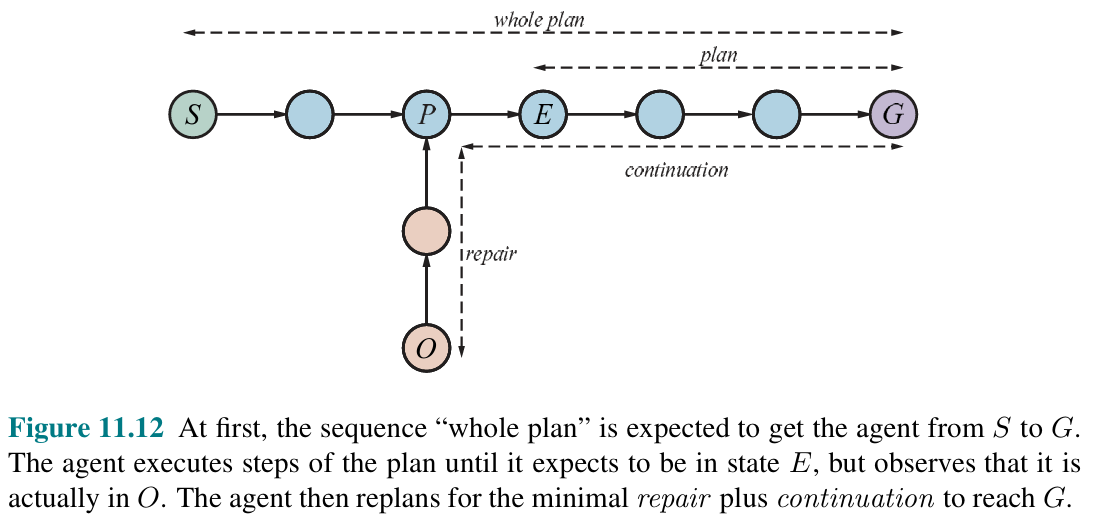 whole plan
plan
S P E G
continuation
repair
O
Figure 11.12 At first, the sequence “whole plan” is expected to get the agent from S to G.
The agent executes steps of the plan until it expects to be in state E, but observes that it is
actually in O. The agent then replans for the minimal repair plus continuation to reach G.